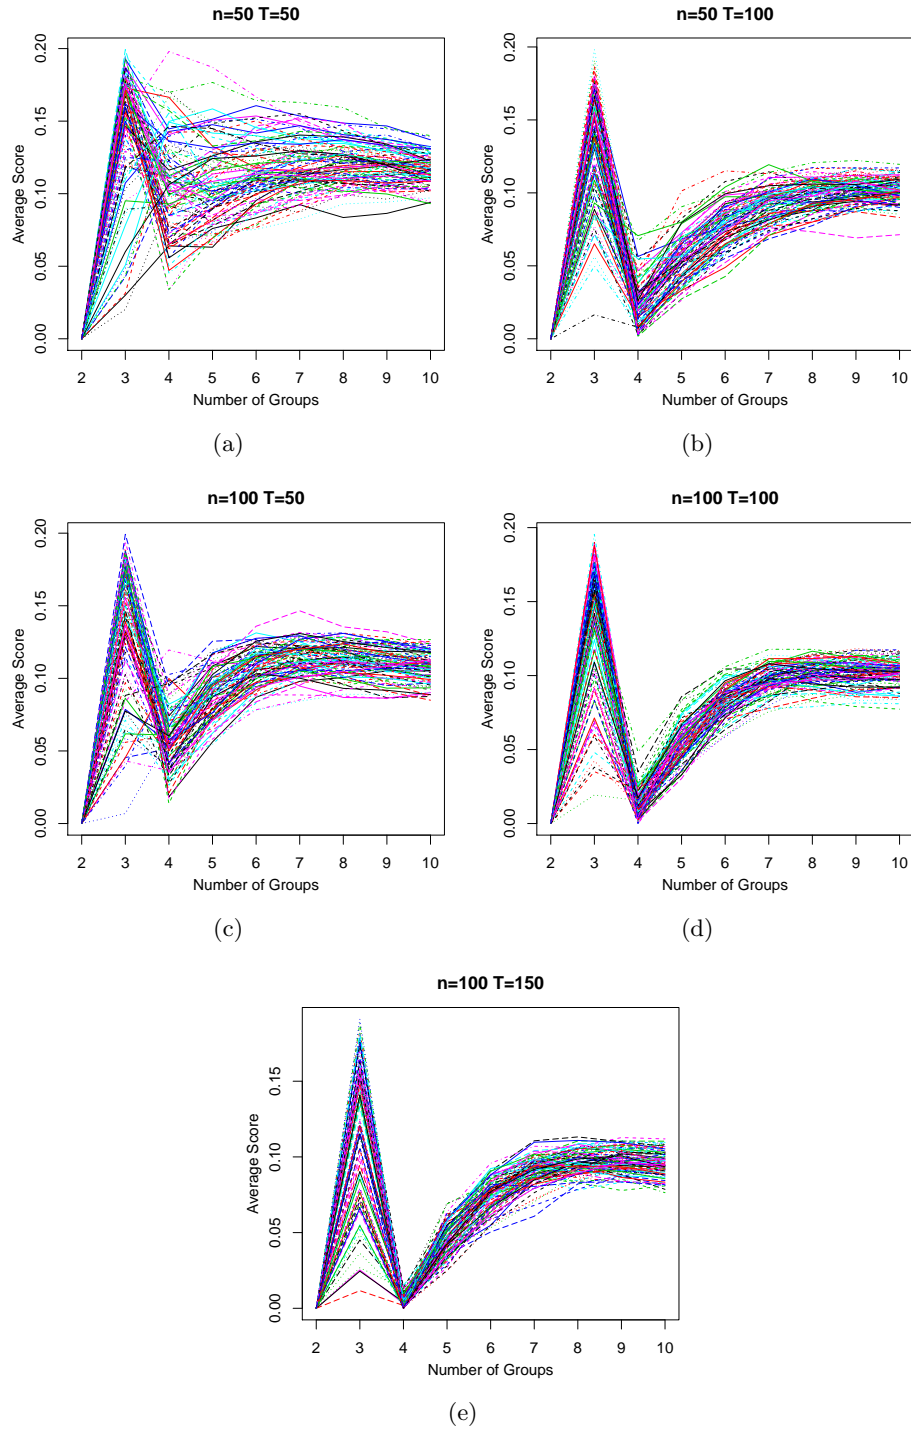 n=50 T=50
n=50 T=100
Average Score
0.00 0.05 0.10 0.15 0.20
Average Score
0.00 0.05 0.10 0.15 0.20
2 3 4 5 6 7 8 9 10
2 3 4 5 6 7 8 9 10
Number of Groups
Number of Groups
(a)
(b)
n=100 T=50
n=100 T=100
Average Score
0.00 0.05 0.10 0.15 0.20
Average Score
0.00 0.05 0.10 0.15 0.20
2 3 4 5 6 7 8 9 10
2 3 4 5 6 7 8 9 10
Number of Groups
Number of Groups
(c)
(d)
n=100 T=150
Average Score
0.00 0.05 0.10 0.15
2 3 4 5 6 7 8 9 10
Number of Groups
(e)